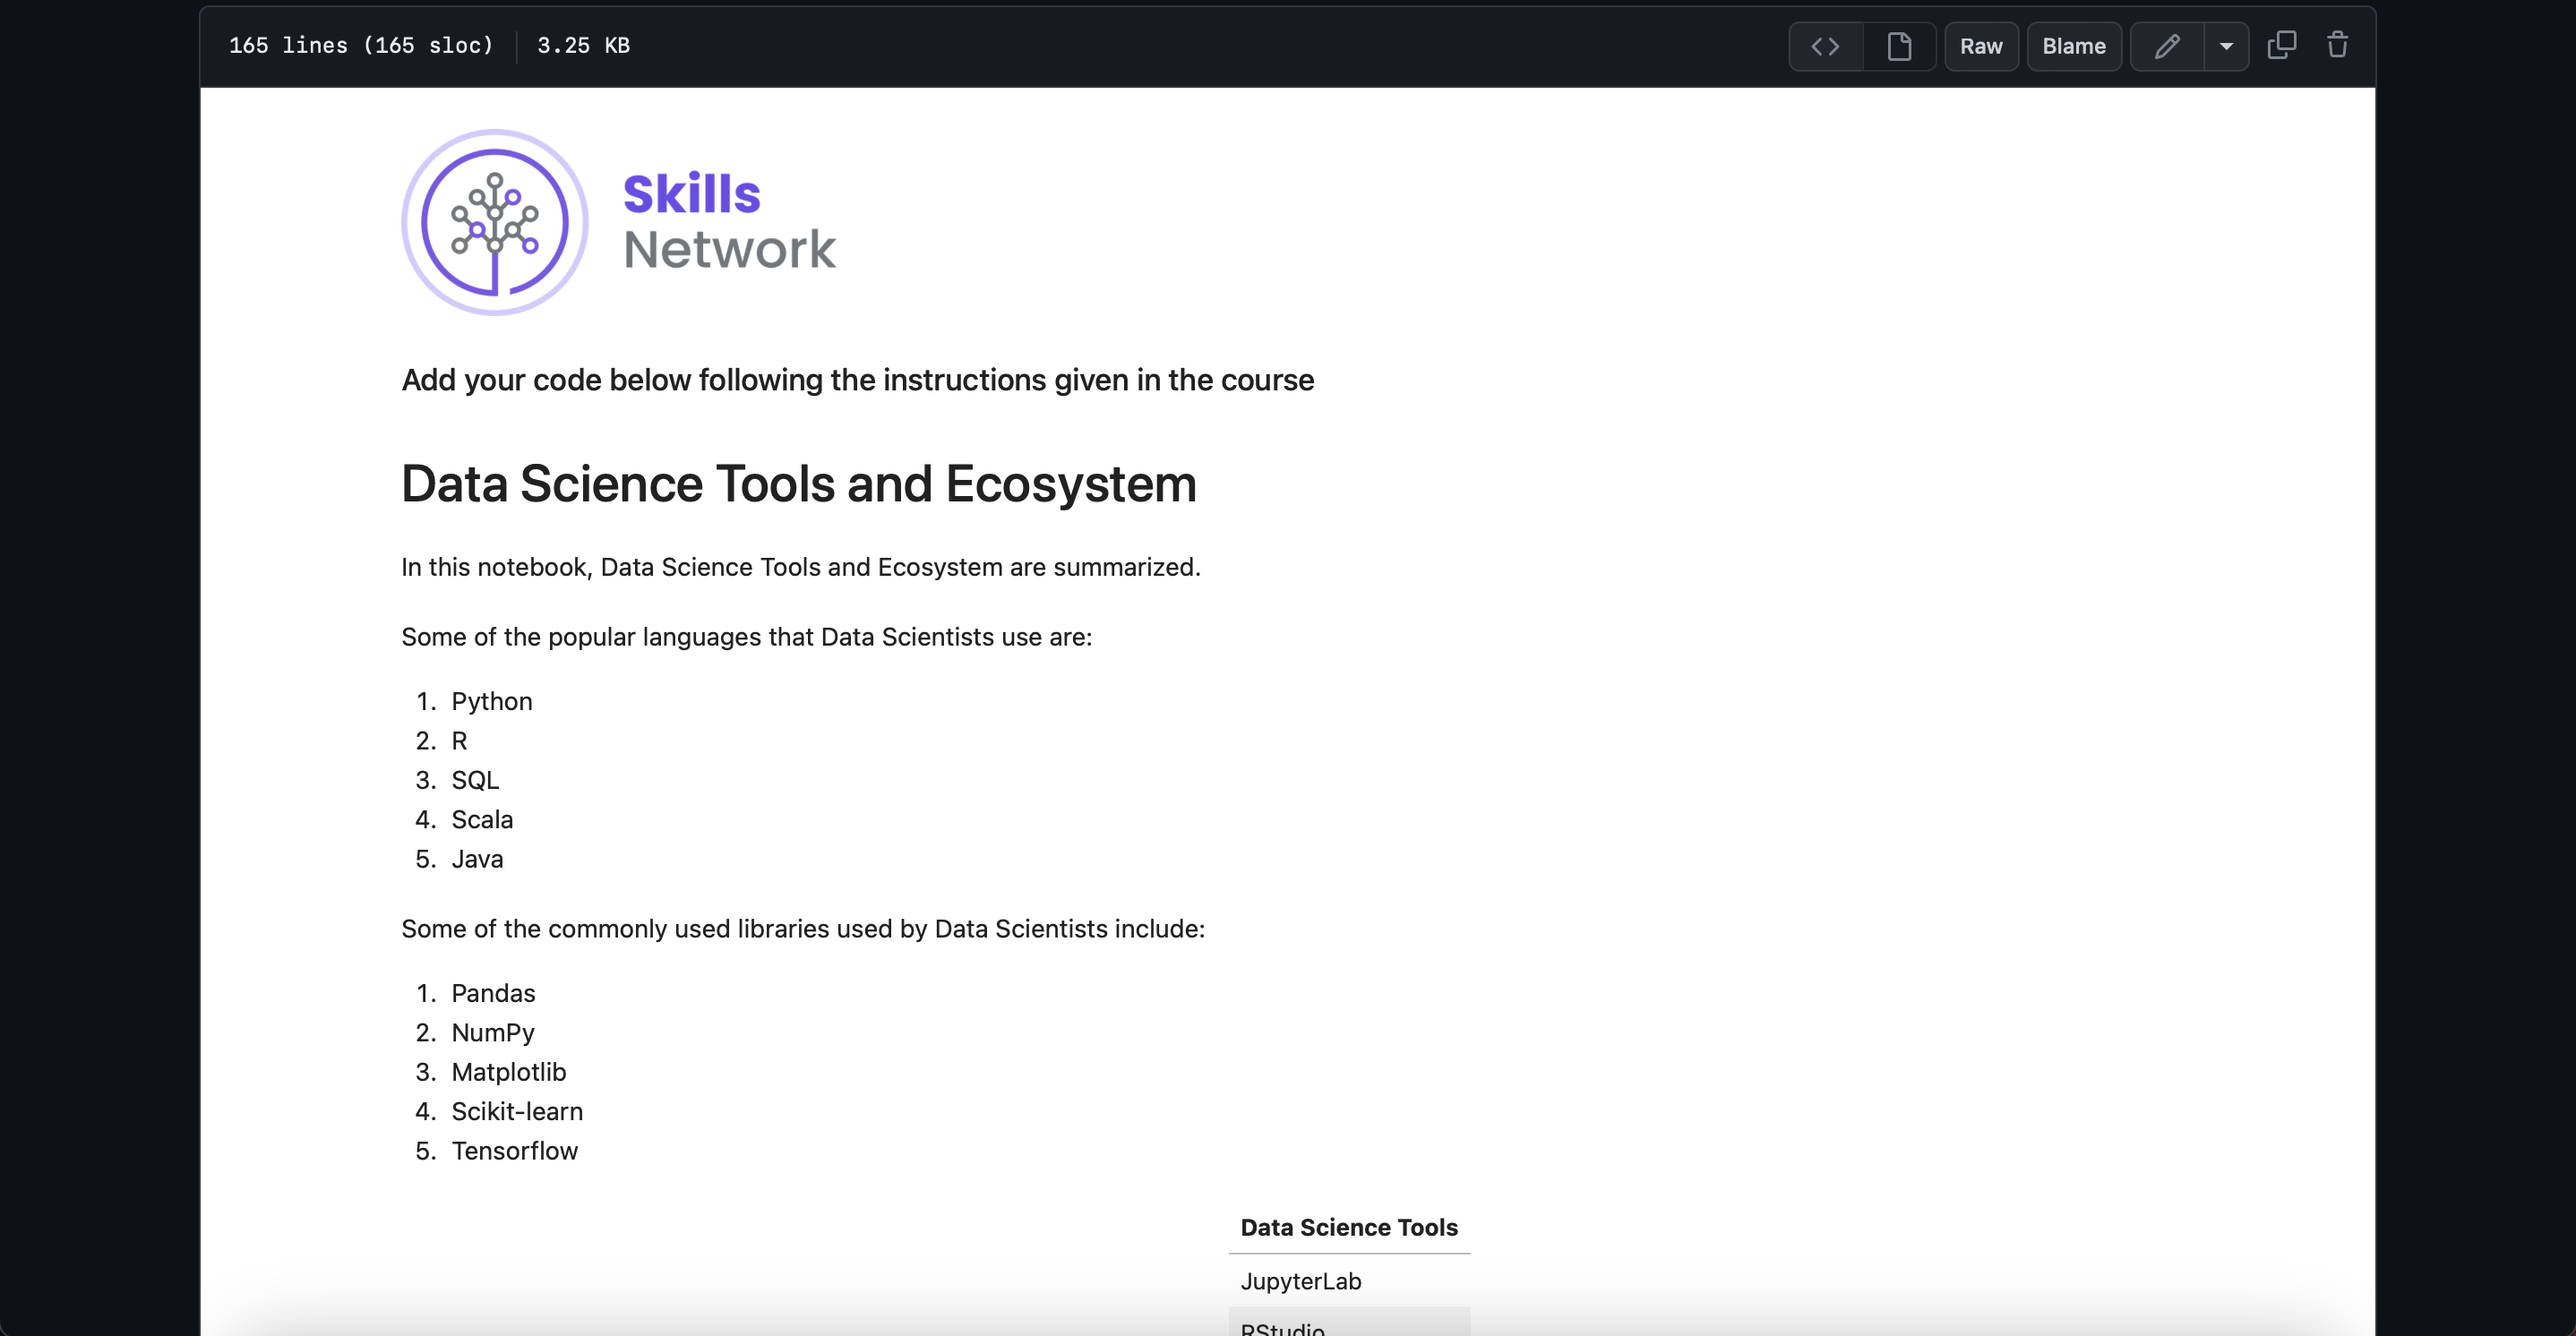 165 lines (165 sloc) 3.25 KB
Raw Blame
Skills
Network
Add your code below following the instructions given in the course
Data Science Tools and Ecosystem
In this notebook, Data Science Tools and Ecosystem are summarized.
Some of the popular languages that Data Scientists use are:
1. Python
2. R
3. SQL
4. Scala
5. Java
Some of the commonly used libraries used by Data Scientists include:
1. Pandas
2. NumPy
3. Matplotlib
4. Scikit-learn
5. Tensorflow
Data Science Tools
JupyterLab
RStudio